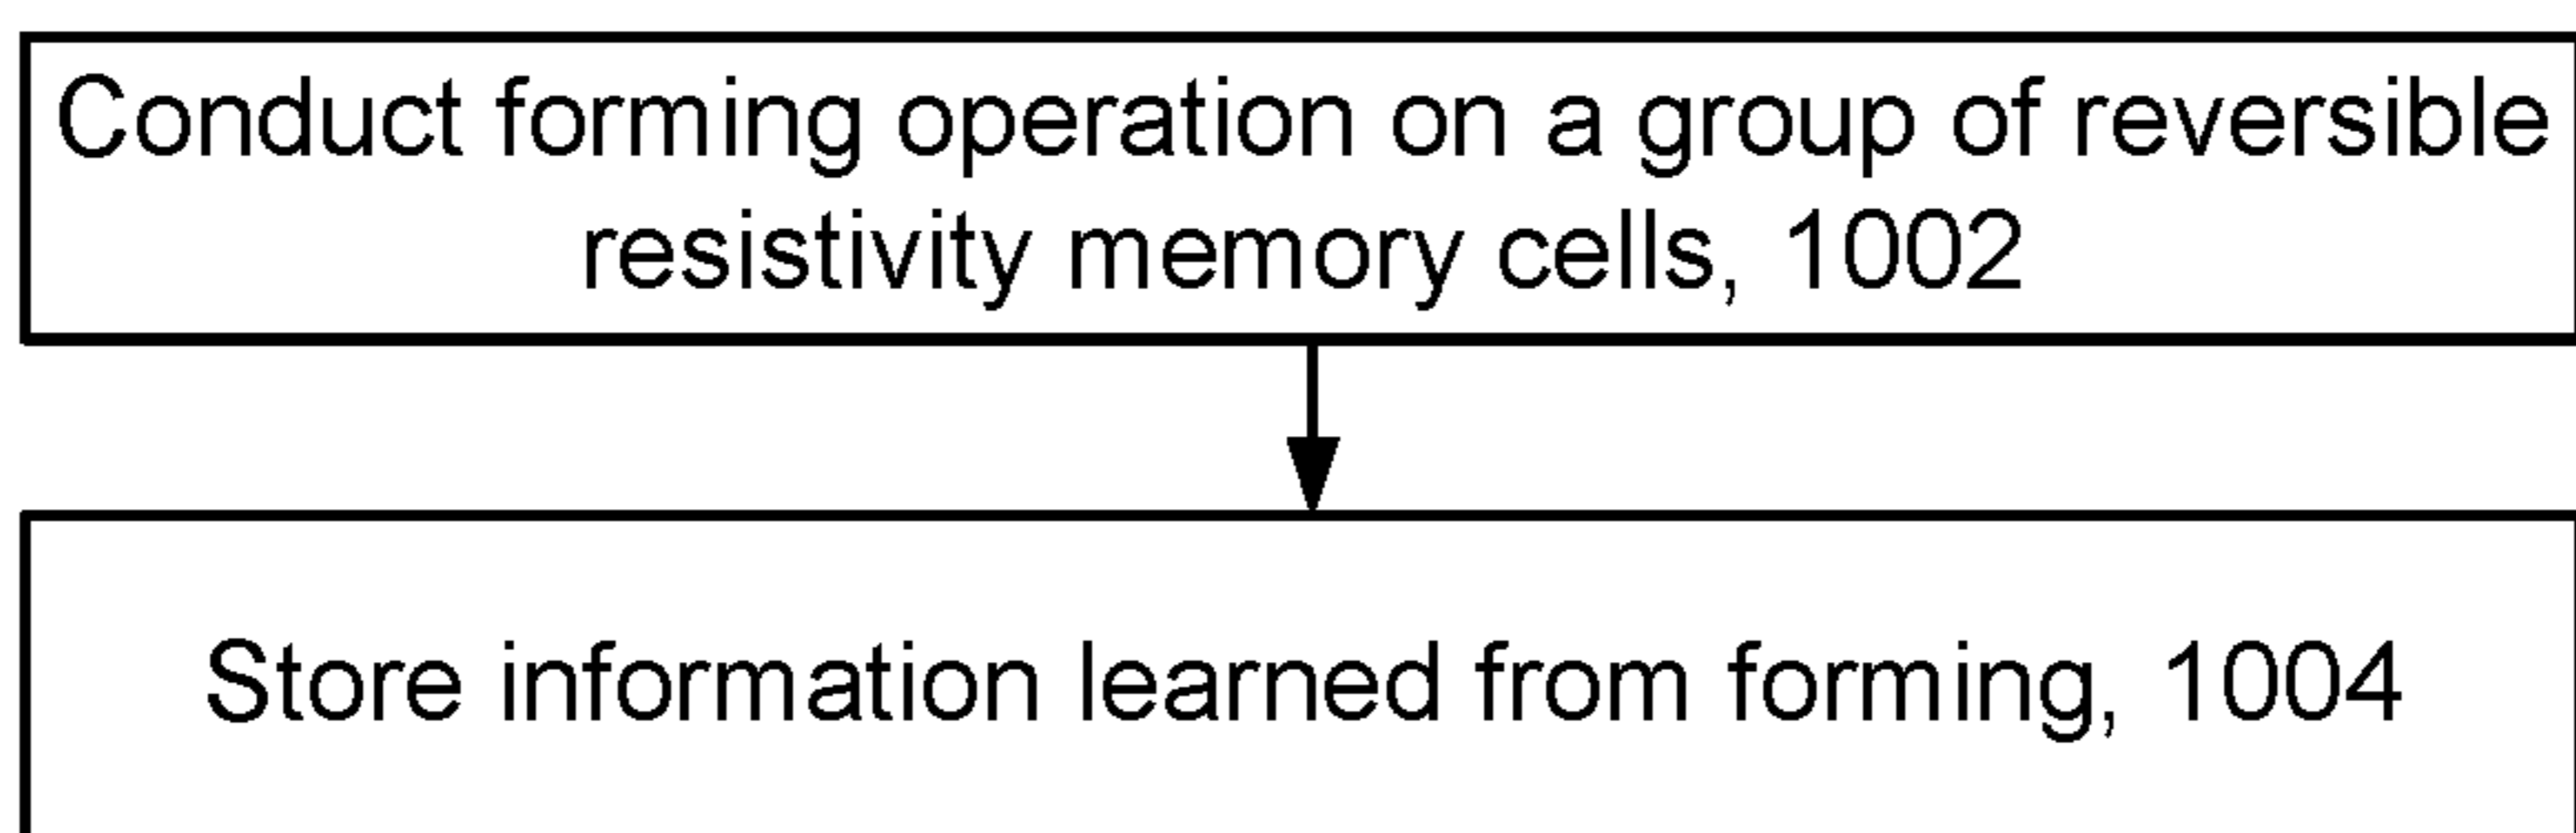 Conduct forming operation on a group of reversible
resistivity memory cells, 1002
Store information learned from forming, 1004